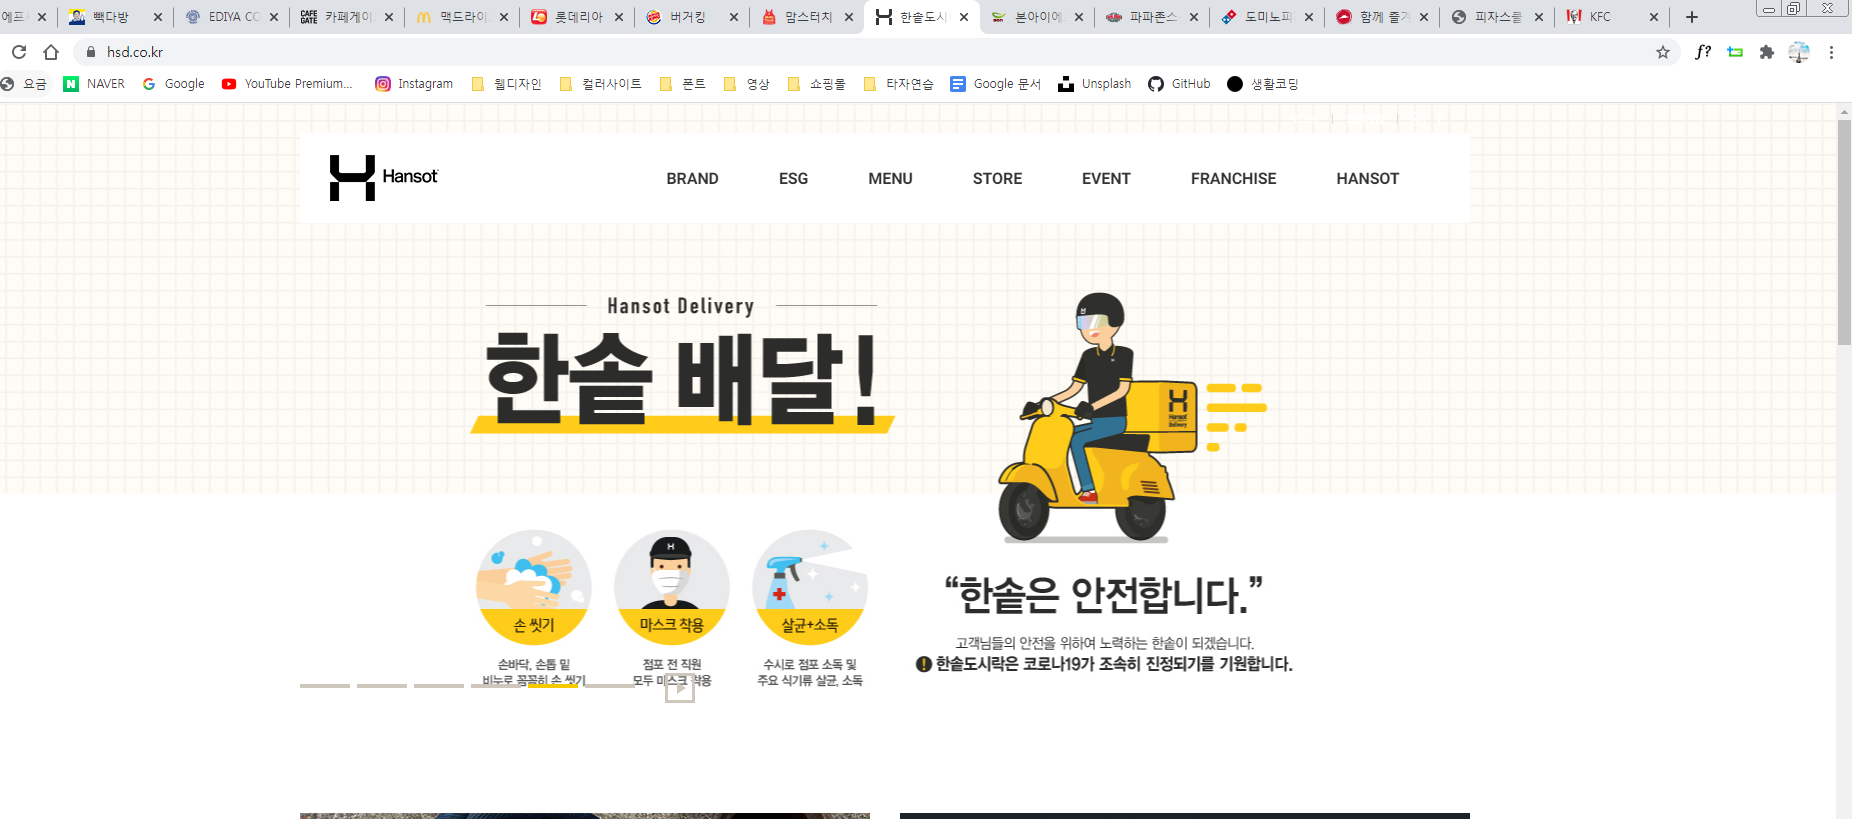 에프
빽다방
EDIYA CC
CAFE GATE 카페게이
맥드라이
롯데리아
버거킹
맘스터치
한솥도시
본아이에
파파존스
도미노피
함께 즐겨
피자스쿨
KFC
hsd.co.kr
f?
요금
NAVER
Google
YouTube Premium...
Instagram
웹디자인
컬러사이트
폰트
영상
쇼핑몰
타자연습
Google 문서
Unsplash
GitHub
생활코딩
Hansot
BRAND
ESG
MENU
STORE
EVENT
FRANCHISE
HANSOT
Hansot Delivery
한솥 배달!
Hansot
Delivery
손 씻기
마스크 착용
살균+소독
손바닥, 손톱 밑
비누로 꼼꼼히 손 씻기
점포 전 직원
모두 마스크 착용
수시로 점포 소독 및
주요 식기류 살균, 소독
“한솥은 안전합니다.”
고객님들의 안전을 위하여 노력하는 한솥이 되겠습니다.
한솥도시락은 코로나19가 조속히 진정되기를 기원합니다.